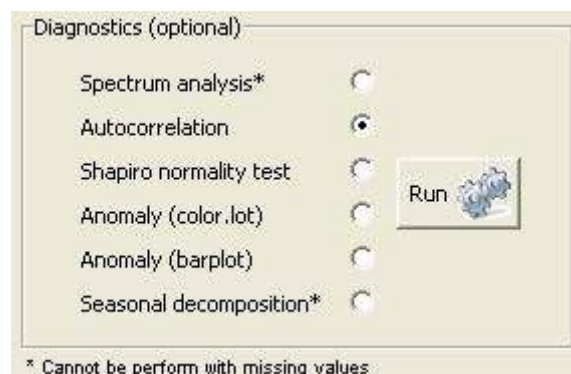 Diagnostics (optional)
Spectrum analysis*
Autocorrelation
Shapiro normality test
Anomaly (color.lot)
Anomaly (barplot)
Seasonal decomposition*
Run
* Cannot be perform with missing values